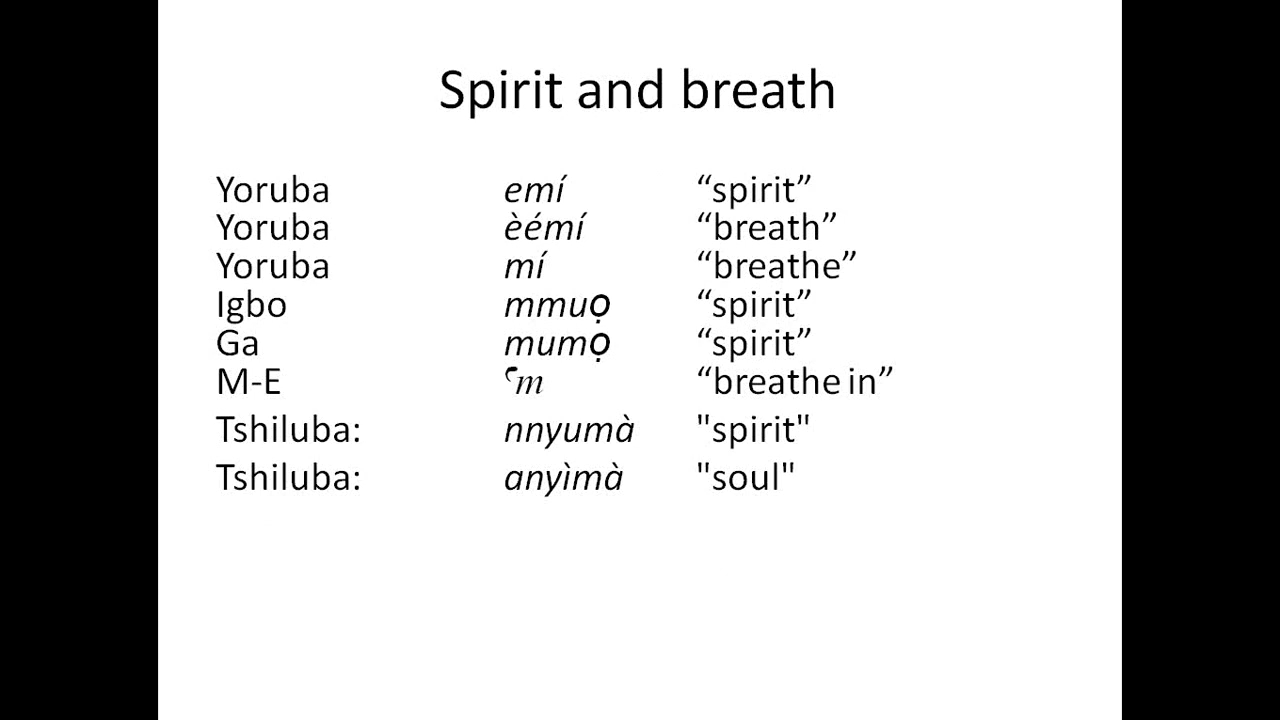 Spirit and breath
Yoruba emí “spirit”
Yoruba èémí “breath”
Yoruba mí “breathe”
Igbo mmuọ “spirit”
Ga mumọ “spirit”
M-E ꜥm “breathe in”
Tshiluba: nnyumà "spirit"
Tshiluba: anyìmà "soul"